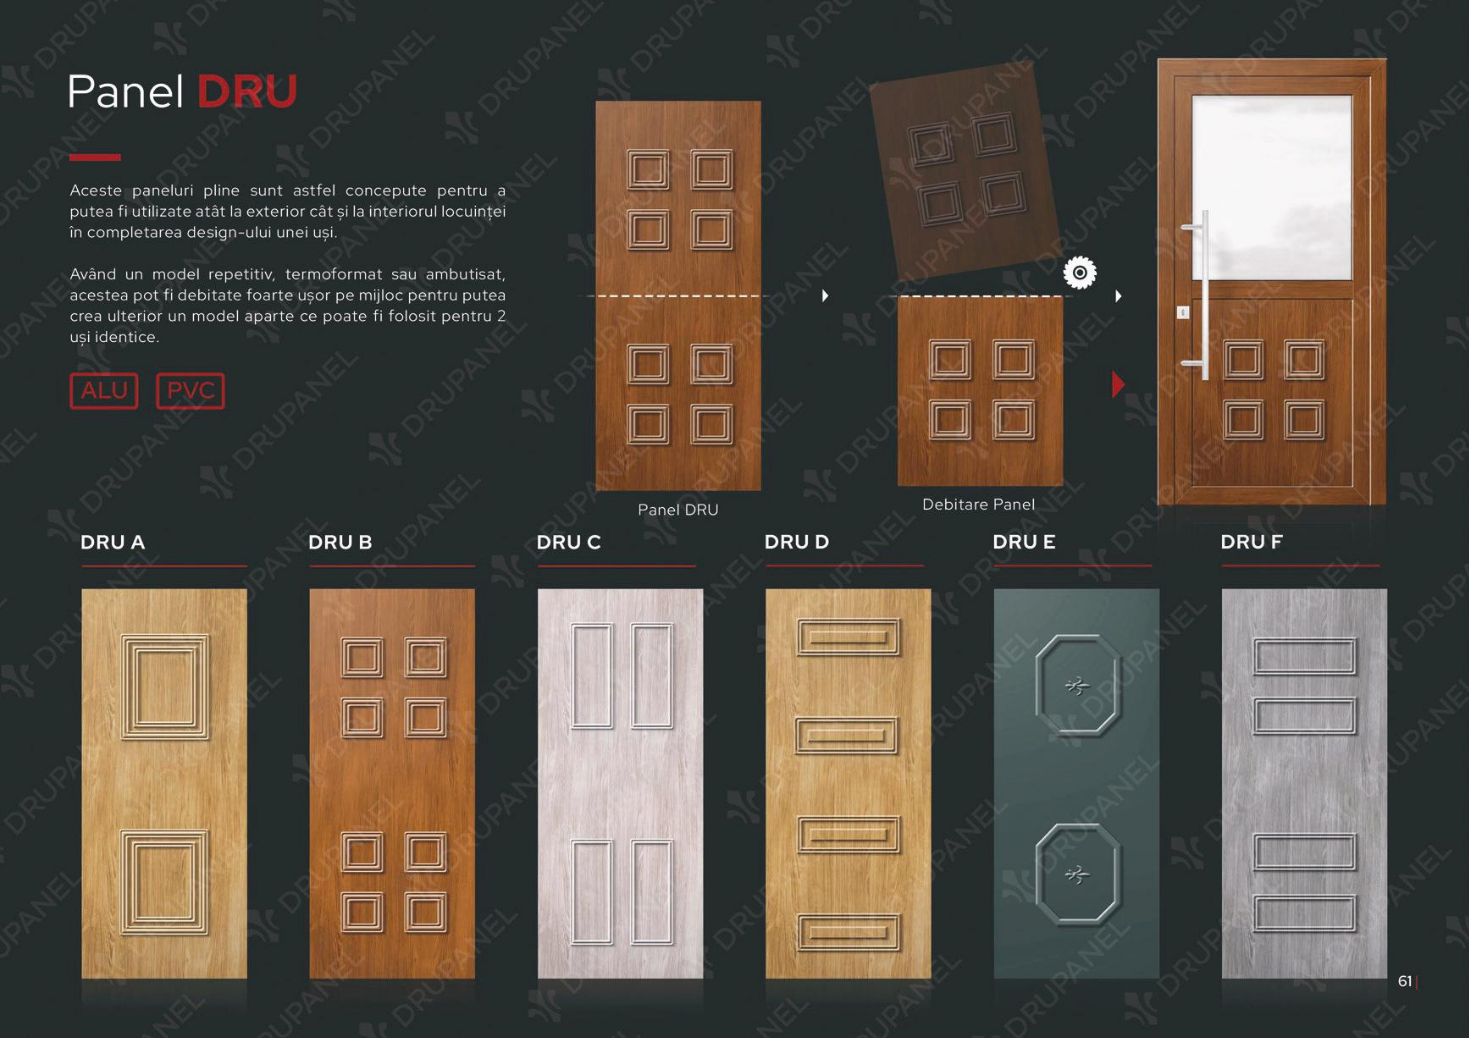 Panel DRU
Aceste paneluri pline sunt astfel concepute pentru a
putea fi utilizate atât la exterior cât și la interiorul locuinței
în completarea design-ului unei uși.
Având un model repetitiv, termoformat sau ambutisat,
acestea pot fi debitate foarte ușor pe mijloc pentru putea
crea ulterior un model aparte ce poate fi folosit pentru 2
uși identice.
ALU PVC
Panel DRU
Debitare Panel
DRU A
DRU B
DRU C
DRU D
DRU E
DRU F
61
DRUPANEL